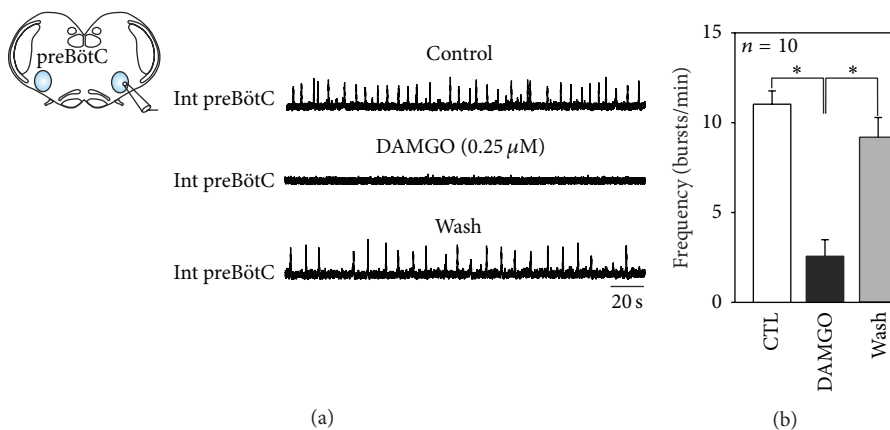 preBötC
Control
Int preBötC
DAMGO (0.25 μM)
Int preBötC
Wash
Int preBötC
20 s
(a)
Frequency (bursts/min)
15
10
5
0
n = 10
*
*
CTL
DAMGO
Wash
(b)